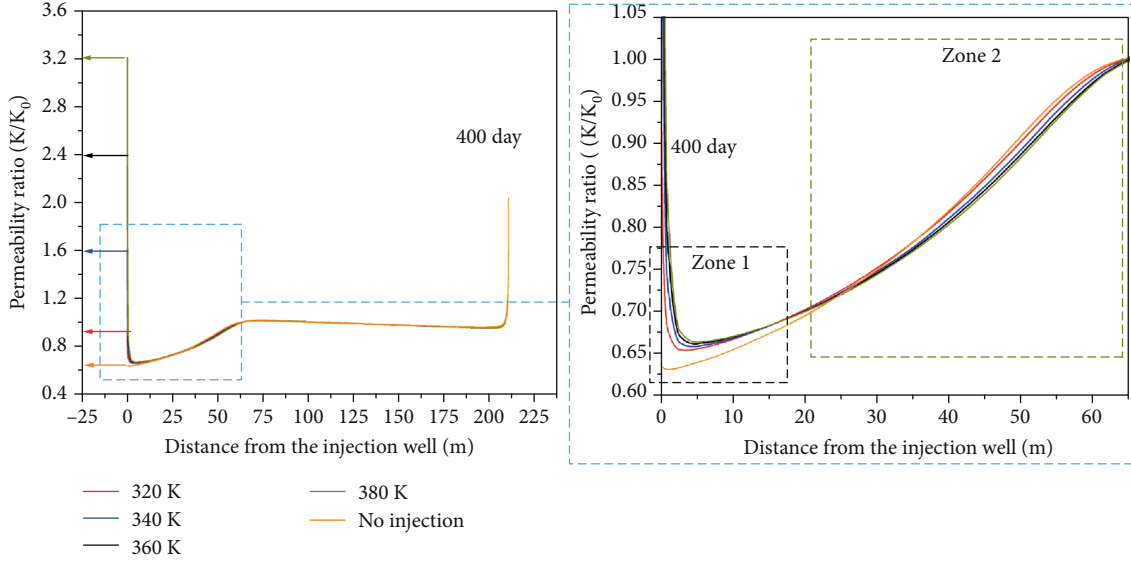 3.6
3.2
2.8
2.4
2.0
1.6
1.2
0.8
0.4
Permeability ratio (K/K0)
400 day
−25 0 25 50 75 100 125 150 175 200 225
Distance from the injection well (m)
1.05
1.00
0.95
0.90
0.85
0.80
0.75
0.70
0.65
0.60
Permeability ratio ( (K/K0)
Zone 2
400 day
Zone 1
0 10 20 30 40 50 60
Distance from the injection well (m)
320 K
340 K
360 K
380 K
No injection